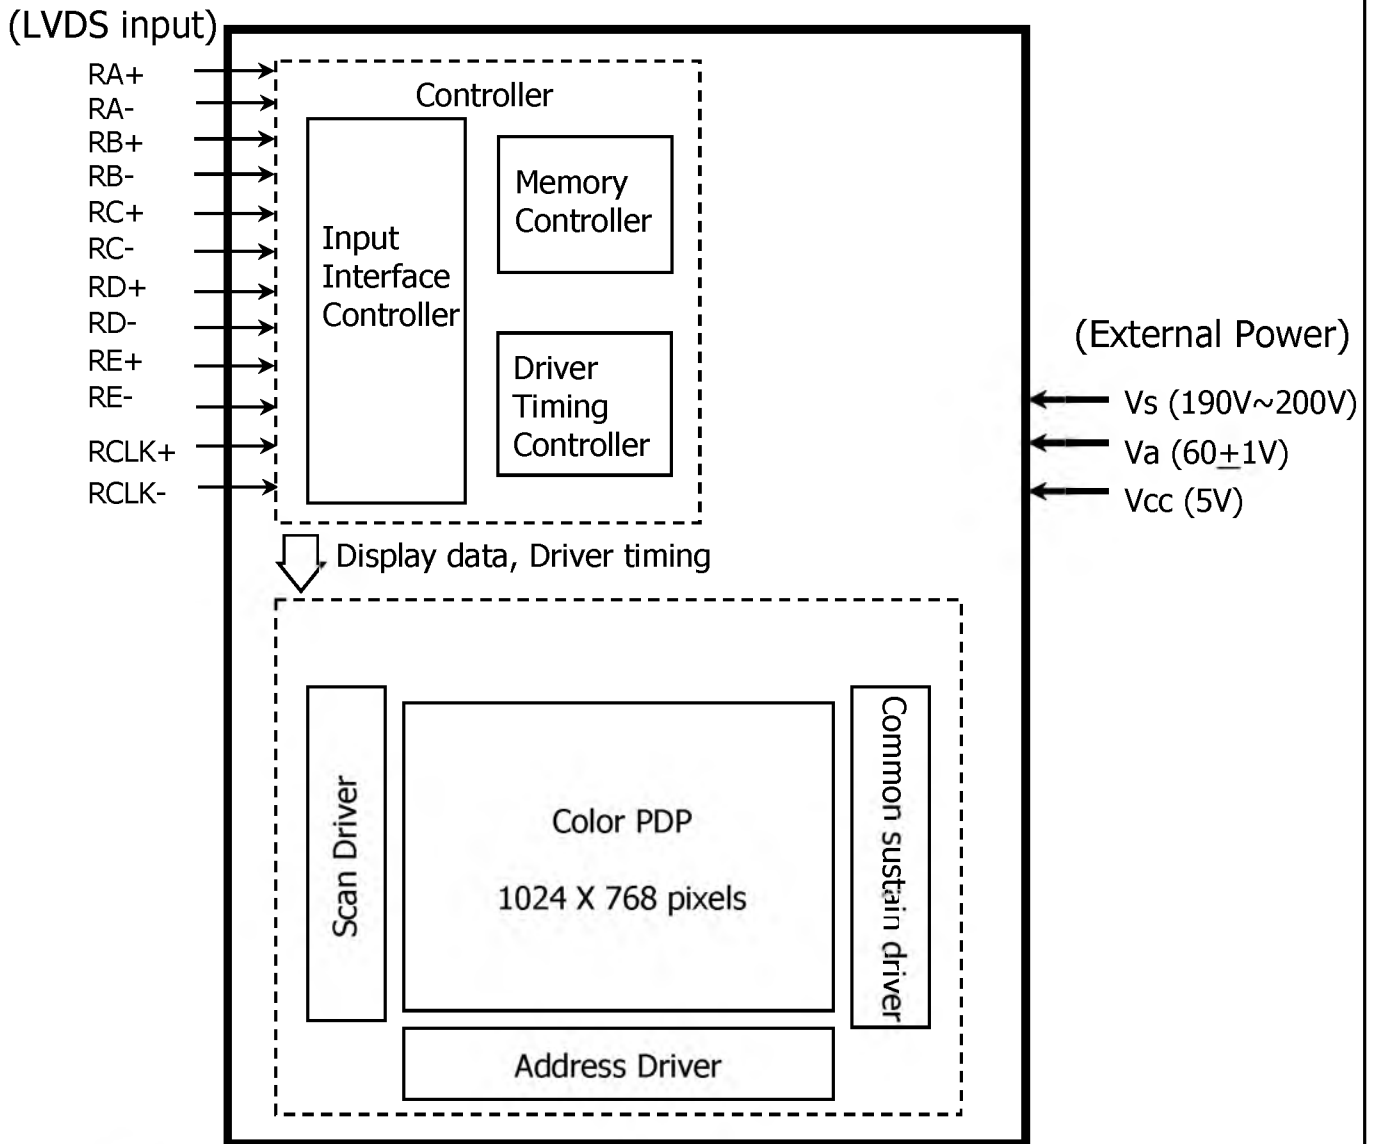 (LVDS input)
RA+
RA-
RB+
RB-
RC+
RC-
RD+
RD-
RE+
RE-
RCLK+
RCLK-
Controller
Input
Interface
Controller
Memory
Controller
Driver
Timing
Controller
(External Power)
Vs (190V~200V)
Va (60±1V)
Vcc (5V)
Display data, Driver timing
Scan Driver
Color PDP
1024 X 768 pixels
Common sustain driver
Address Driver